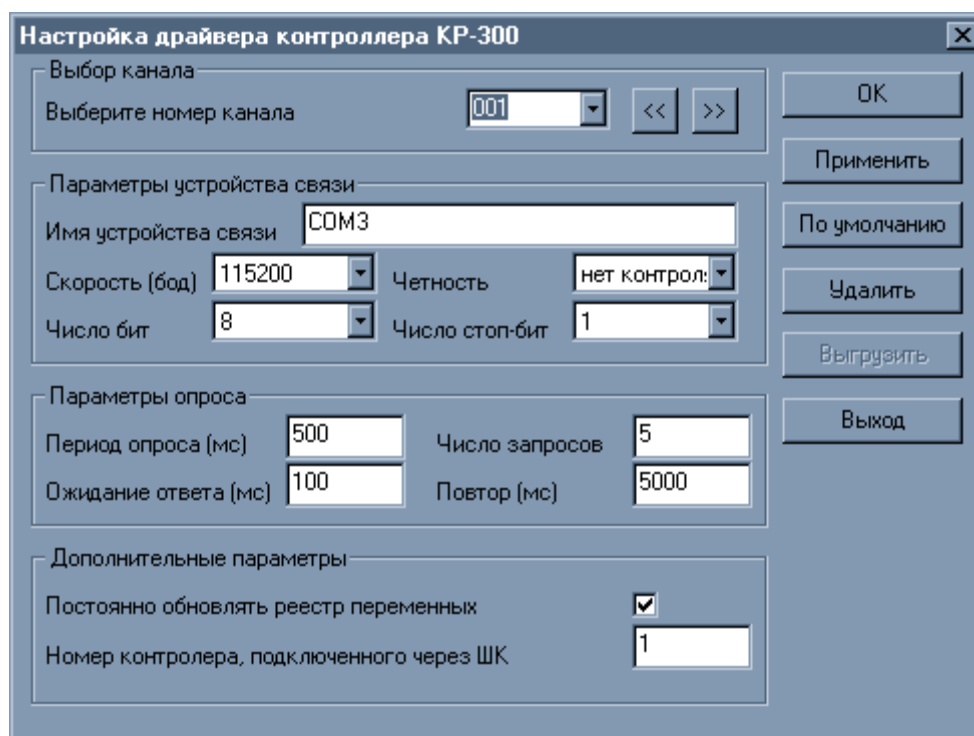 Настройка драйвера контроллера КР-300
Выбор канала
Выберите номер канала 001 << >>
OK
Применить
По умолчанию
Удалить
Выгрузить
Выход
Параметры устройства связи
Имя устройства связи COM3
Скорость (бод) 115200 Четность нет контрол
Число бит 8 Число стоп-бит 1
Параметры опроса
Период опроса (мс) 500 Число запросов 5
Ожидание ответа (мс) 100 Повтор (мс) 5000
Дополнительные параметры
Постоянно обновлять реестр переменных
Номер контролера, подключенного через ШК 1